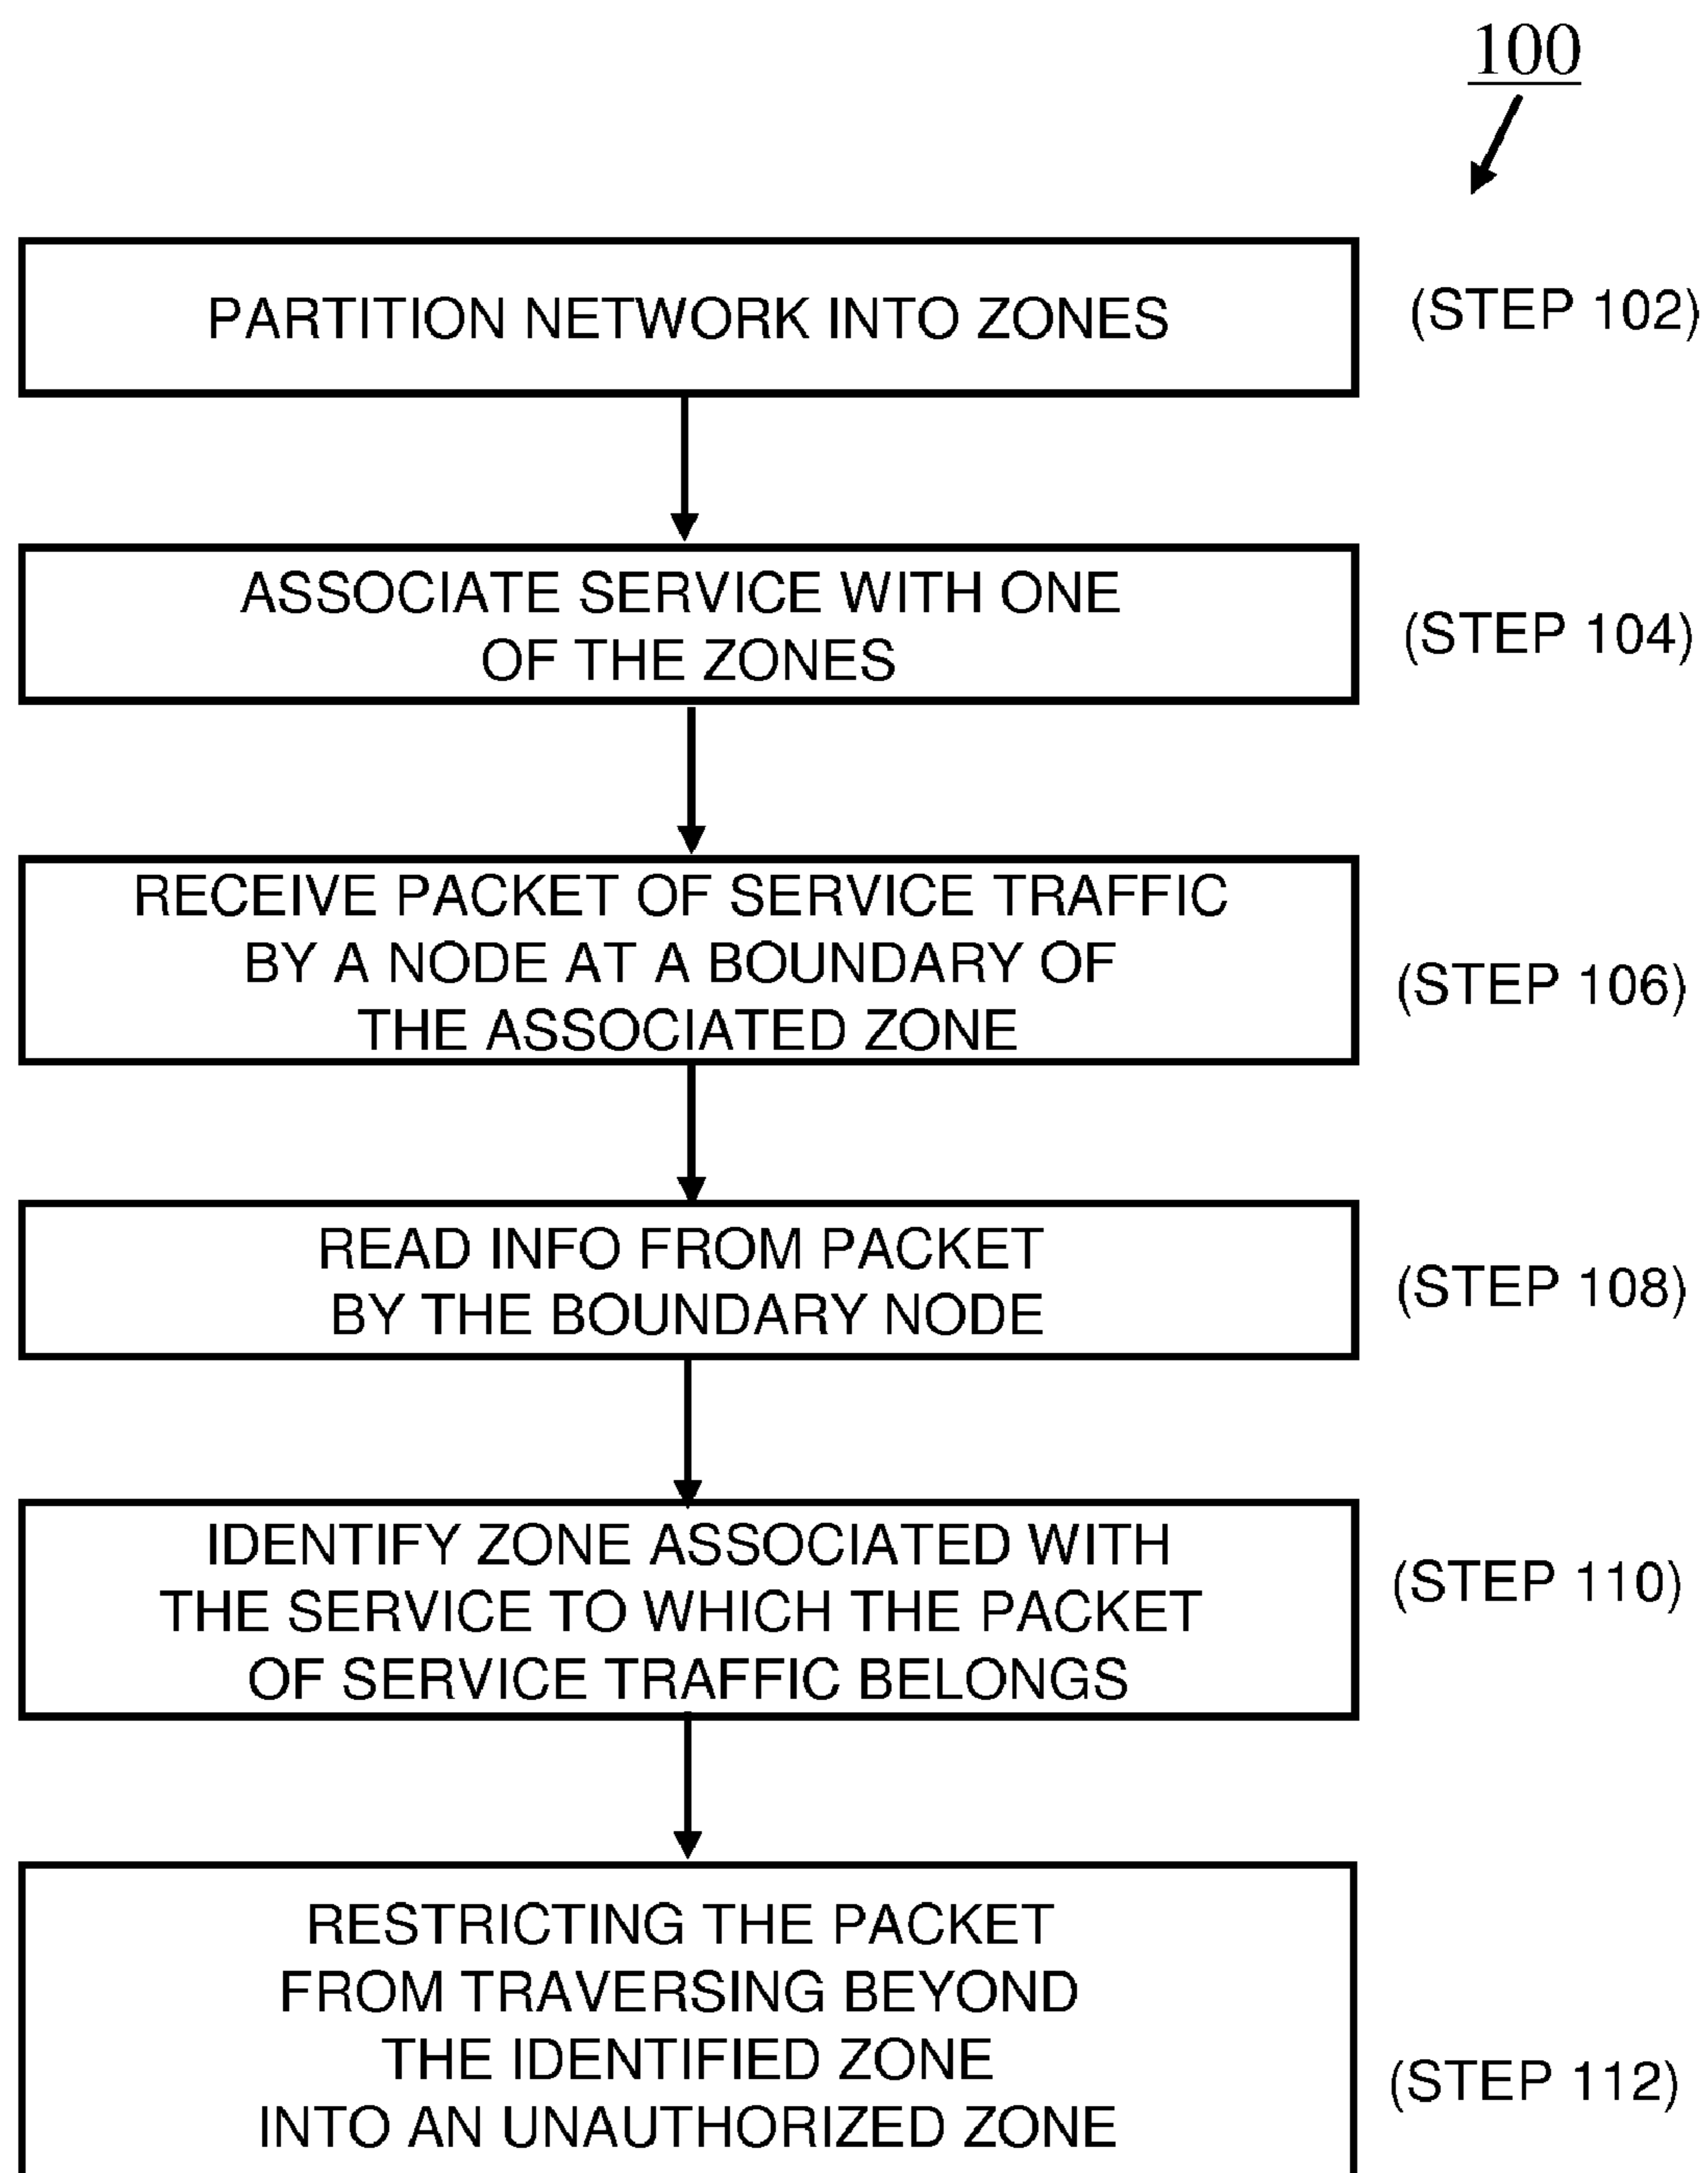 100
PARTITION NETWORK INTO ZONES
(STEP 102)
ASSOCIATE SERVICE WITH ONE
OF THE ZONES
(STEP 104)
RECEIVE PACKET OF SERVICE TRAFFIC
BY A NODE AT A BOUNDARY OF
THE ASSOCIATED ZONE
(STEP 106)
READ INFO FROM PACKET
BY THE BOUNDARY NODE
(STEP 108)
IDENTIFY ZONE ASSOCIATED WITH
THE SERVICE TO WHICH THE PACKET
OF SERVICE TRAFFIC BELONGS
(STEP 110)
RESTRICTING THE PACKET
FROM TRAVERSING BEYOND
THE IDENTIFIED ZONE
INTO AN UNAUTHORIZED ZONE
(STEP 112)